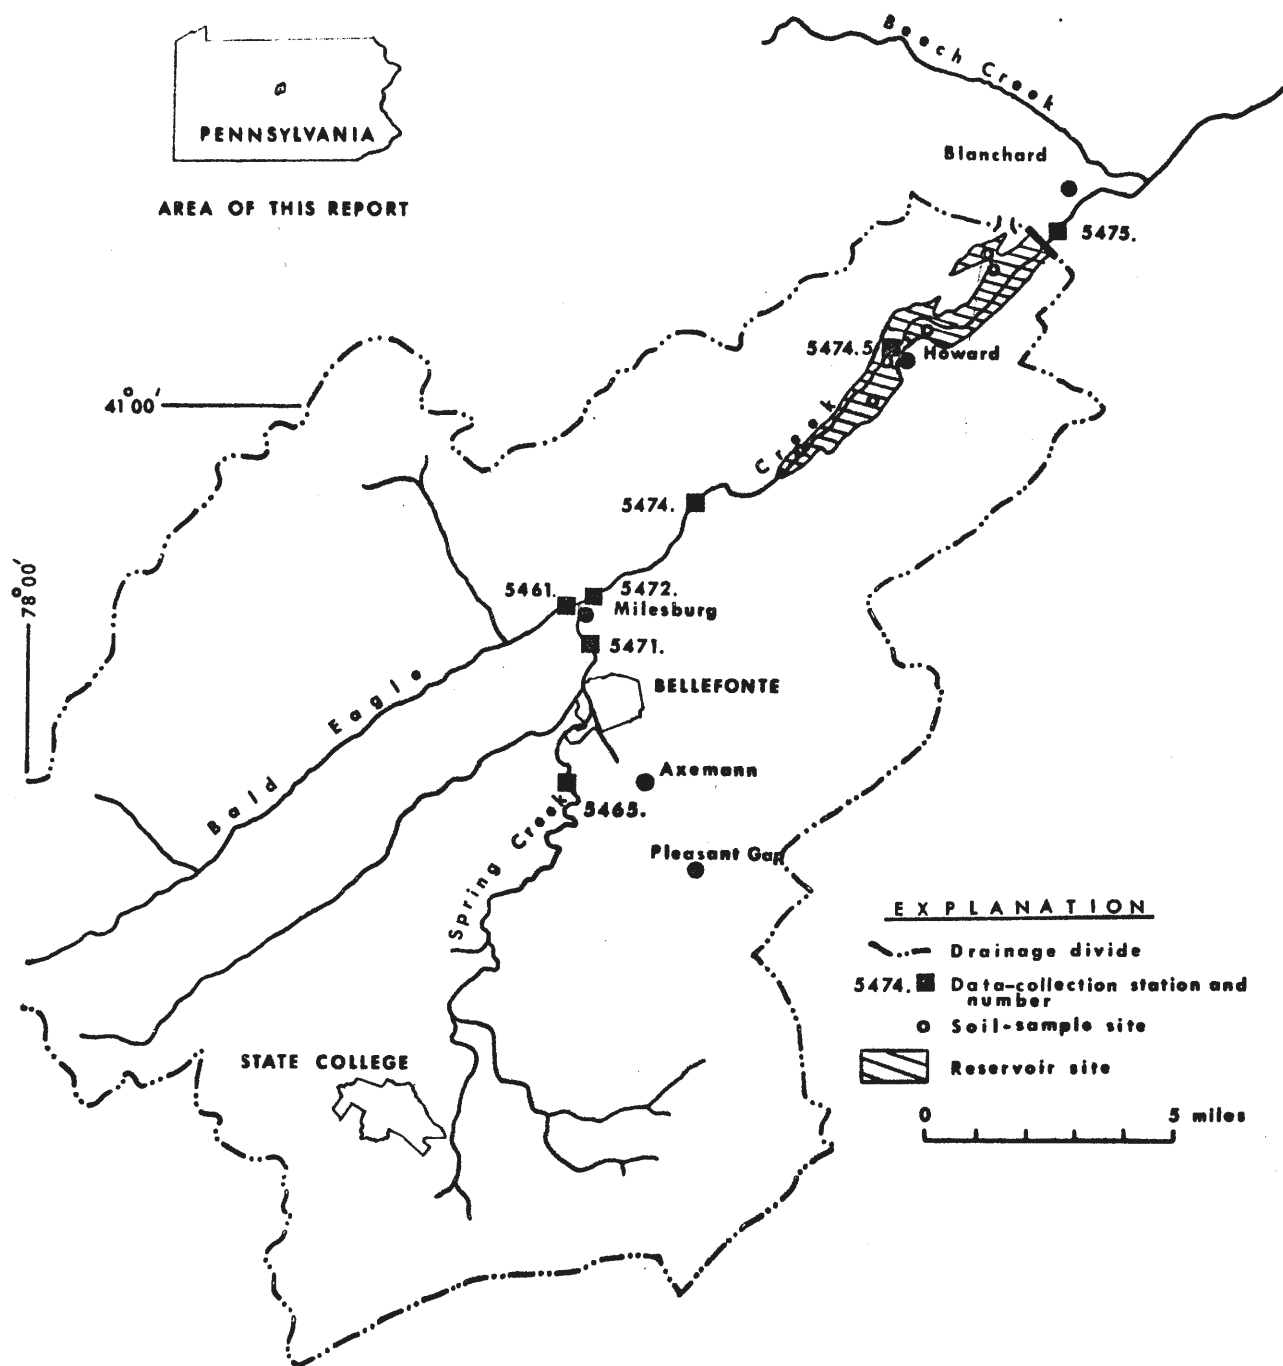 Beech Creek
PENNSYLVANIA
AREA OF THIS REPORT
Blanchard
5475.
5474.5
Howard
41°00′
Creek
5474.
78°00′
5461.
5472.
Milesburg
5471.
Bald Eagle
BELLEFONTE
Axemann
5465.
Spring Creek
Pleasant Gap
EXPLANATION
Drainage divide
5474.
Data-collection station and
number
Soil-sample site
STATE COLLEGE
Reservoir site
0
5 miles